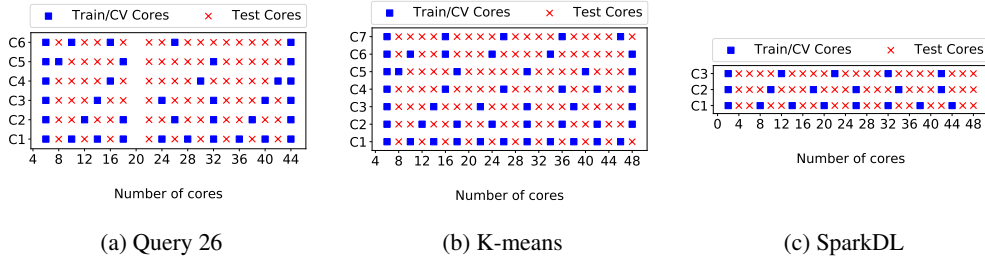 Train/CV Cores Test Cores
C6
C5
C4
C3
C2
C1
4 8 12 16 20 24 28 32 36 40 44
Number of cores
(a) Query 26
Train/CV Cores Test Cores
C7
C6
C5
C4
C3
C2
C1
4 8 12 16 20 24 28 32 36 40 44 48
Number of cores
(b) K-means
Train/CV Cores Test Cores
C3
C2
C1
0 4 8 12 16 20 24 28 32 36 40 44 48
Number of cores
(c) SparkDL